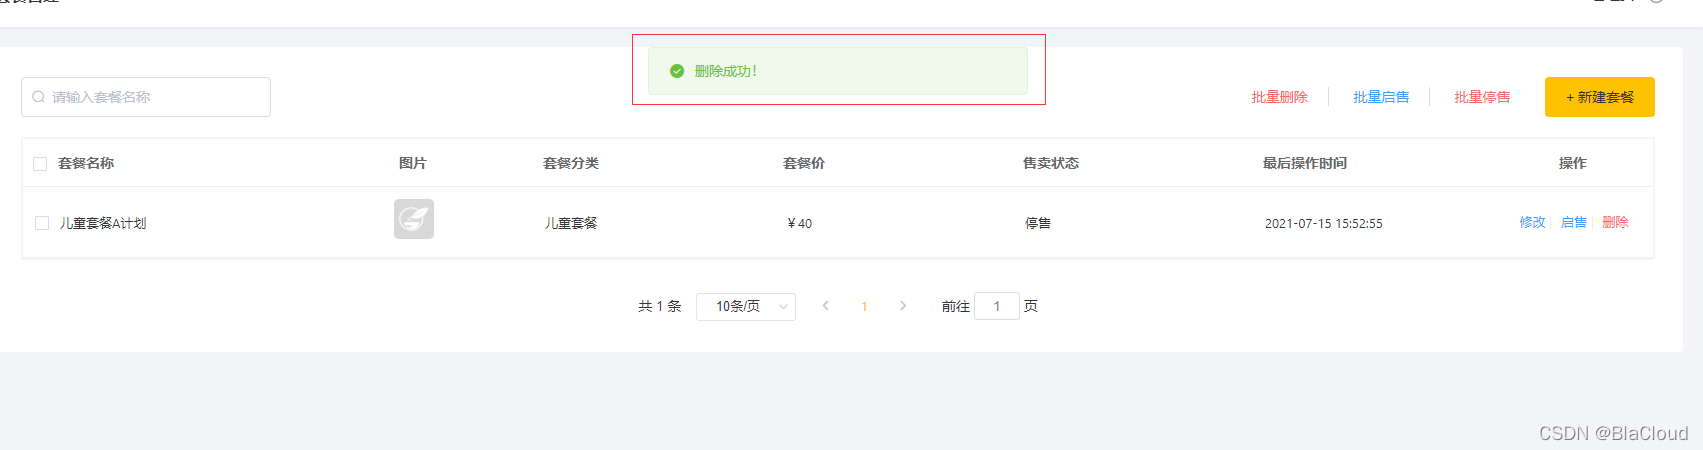 删除成功!
请输入套餐名称
批量删除 批量启售 批量停售 + 新建套餐
套餐名称 图片 套餐分类 套餐价 售卖状态 最后操作时间 操作
儿童套餐A计划 儿童套餐 ￥40 停售 2021-07-15 15:52:55 修改 启售 删除
共 1 条 10条/页 1 前往 1 页
CSDN @BlaCloud